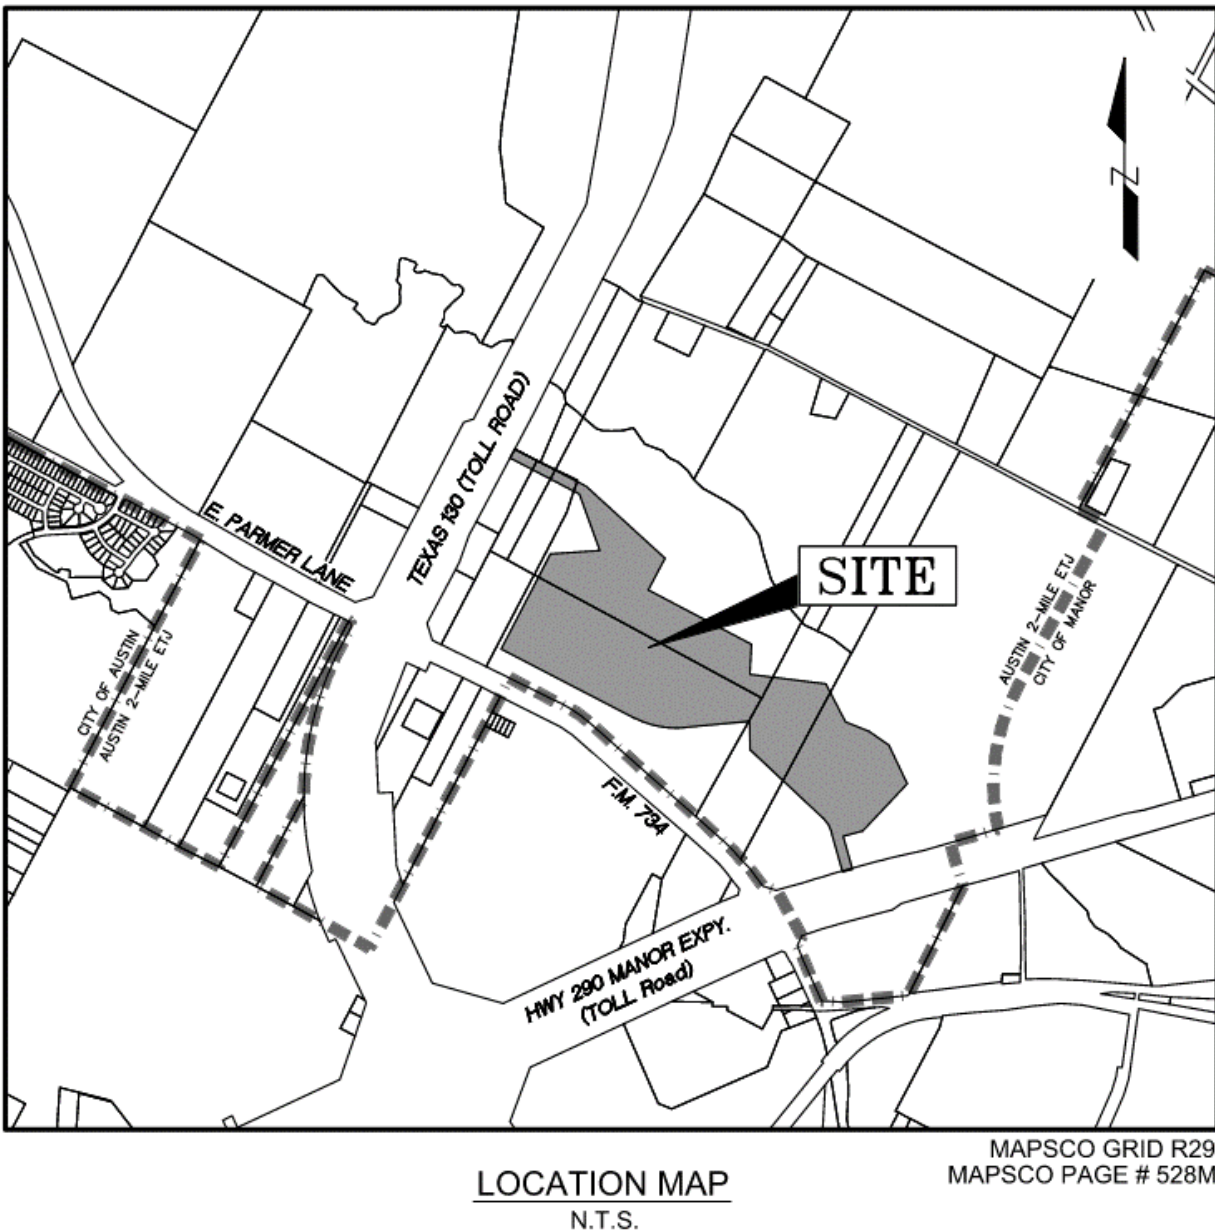 N
TEXAS 130 (TOLL ROAD)
E. PARMER LANE
SITE
AUSTIN 2-MILE ETJ
CITY OF MANOR
CITY OF AUSTIN
AUSTIN 2-MILE ETJ
F.M. 734
HWY 290 MANOR EXPY.
(TOLL Road)
MAPSCO GRID R29
MAPSCO PAGE # 528M
LOCATION MAP
N.T.S.